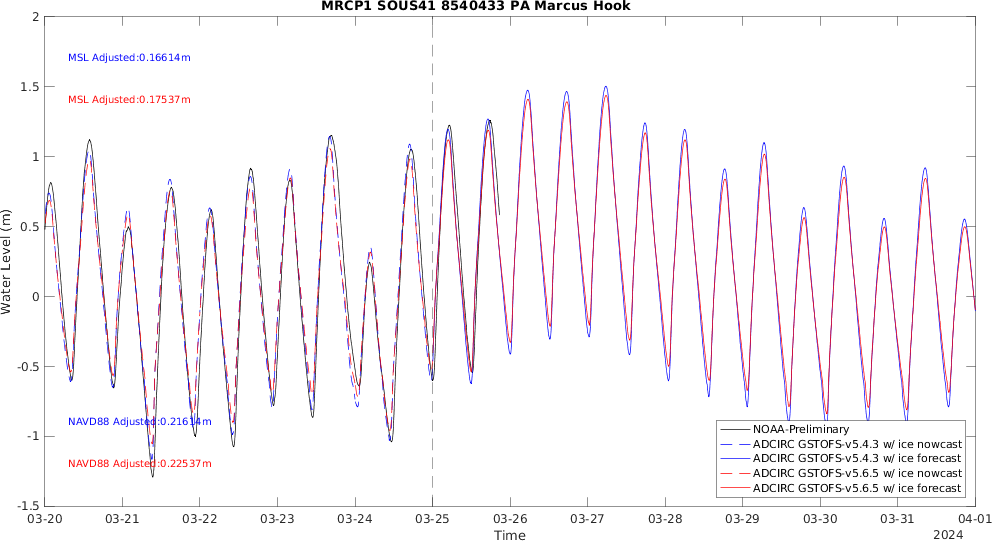 MRCP1 SOUS41 8540433 PA Marcus Hook
2
1.5
1
0.5
0
-0.5
-1
-1.5
Water Level (m)
MSL Adjusted:0.16614m
MSL Adjusted:0.17537m
NAVD88 Adjusted:0.21614m
NAVD88 Adjusted:0.22537m
NOAA-Preliminary
ADCIRC GSTOFS-v5.4.3 w/ ice nowcast
ADCIRC GSTOFS-v5.4.3 w/ ice forecast
ADCIRC GSTOFS-v5.6.5 w/ ice nowcast
ADCIRC GSTOFS-v5.6.5 w/ ice forecast
03-20 03-21 03-22 03-23 03-24 03-25 03-26 03-27 03-28 03-29 03-30 03-31 04-01
Time
2024